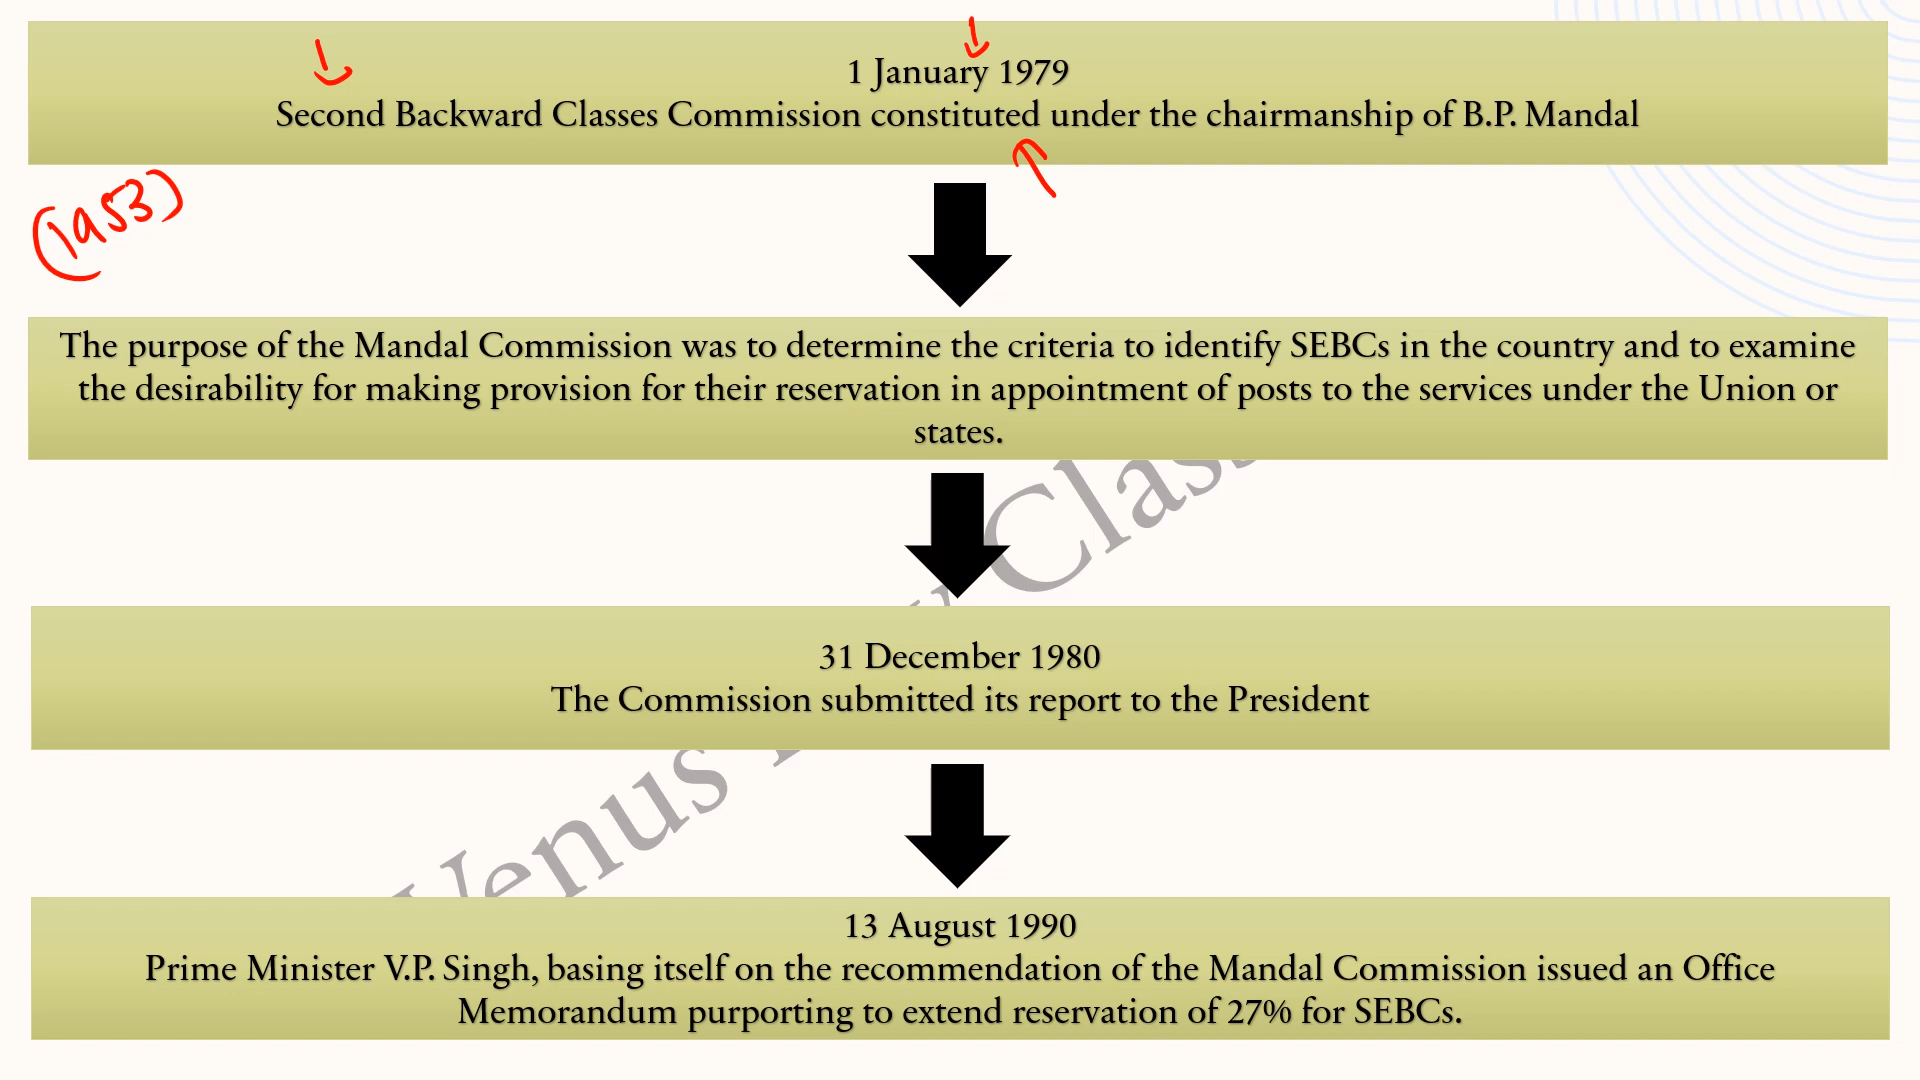 1 January 1979
Second Backward Classes Commission constituted under the chairmanship of B.P. Mandal
(1953)
The purpose of the Mandal Commission was to determine the criteria to identify SEBCs in the country and to examine
the desirability for making provision for their reservation in appointment of posts to the services under the Union or
states.
31 December 1980
The Commission submitted its report to the President
13 August 1990
Prime Minister V.P. Singh, basing itself on the recommendation of the Mandal Commission issued an Office
Memorandum purporting to extend reservation of 27% for SEBCs.
Venus